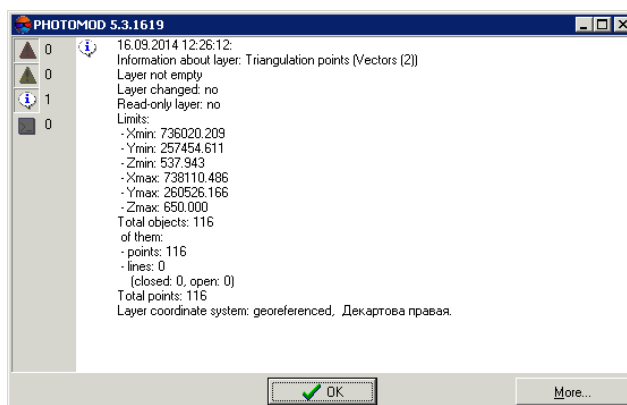 PHOTOMOD 5.3.1619
0
0
1
0
16.09.2014 12:26:12:
Information about layer: Triangulation points (Vectors (2))
Layer not empty
Layer changed: no
Read-only layer: no
Limits:
- Xmin: 736020.209
- Ymin: 257454.611
- Zmin: 537.943
- Xmax: 738110.486
- Ymax: 260526.166
- Zmax: 650.000
Total objects: 116
of them:
- points: 116
- lines: 0
(closed: 0, open: 0)
Total points: 116
Layer coordinate system: georeferenced, Декартова правая.
OK
More...